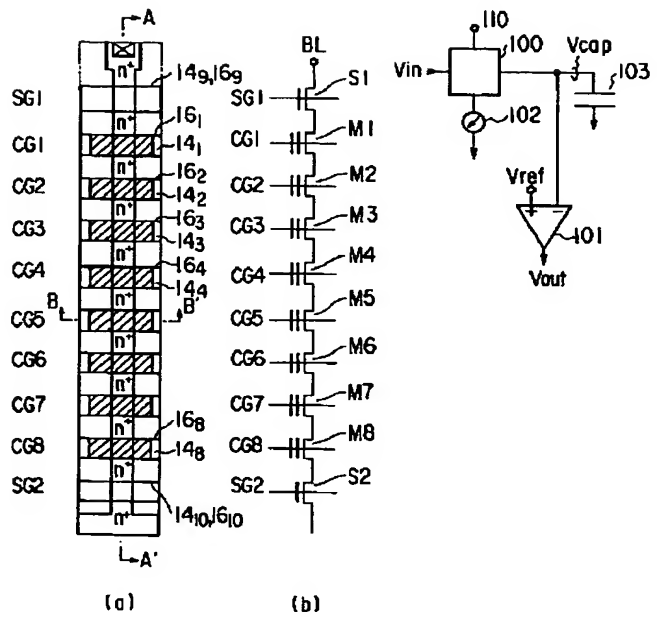 A
n⁺
14₉,16₉
SG1
n⁺
16₁
CG1
14₁
n⁺
16₂
CG2
14₂
n⁺
16₃
CG3
14₃
n⁺
16₄
CG4
14₄
B
n⁺
B'
CG5
n⁺
CG6
n⁺
CG7
n⁺
16₈
CG8
14₈
n⁺
SG2
n⁺
14₁₀,16₁₀
A'
(a)
BL
S1
SG1
M1
CG1
M2
CG2
M3
CG3
M4
CG4
M5
CG5
M6
CG6
M7
CG7
M8
CG8
S2
SG2
(b)
110
100
Vcap
103
Vin
102
Vref
+
-
101
Vout